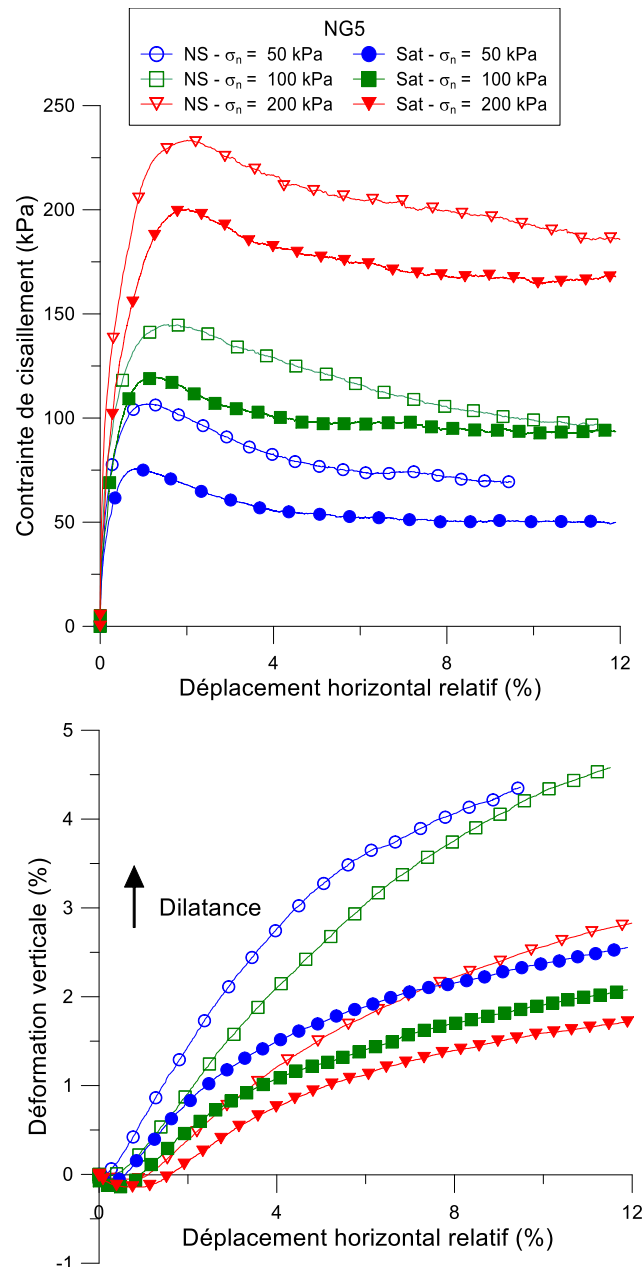 NG5
NS - σn = 50 kPa Sat - σn = 50 kPa
NS - σn = 100 kPa Sat - σn = 100 kPa
NS - σn = 200 kPa Sat - σn = 200 kPa
250
200
150
100
50
0
Contrainte de cisaillement (kPa)
0 4 8 12
Déplacement horizontal relatif (%)
5
4
3
2
1
0
-1
Déformation verticale (%)
Dilatance
0 4 8 12
Déplacement horizontal relatif (%)